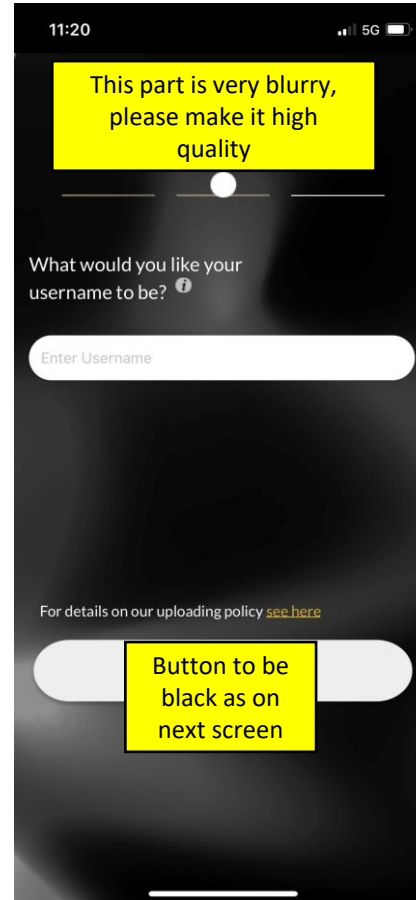 11:20
5G
This part is very blurry,
please make it high
quality
What would you like your
username to be? i
Enter Username
For details on our uploading policy see here
Button to be
black as on
next screen